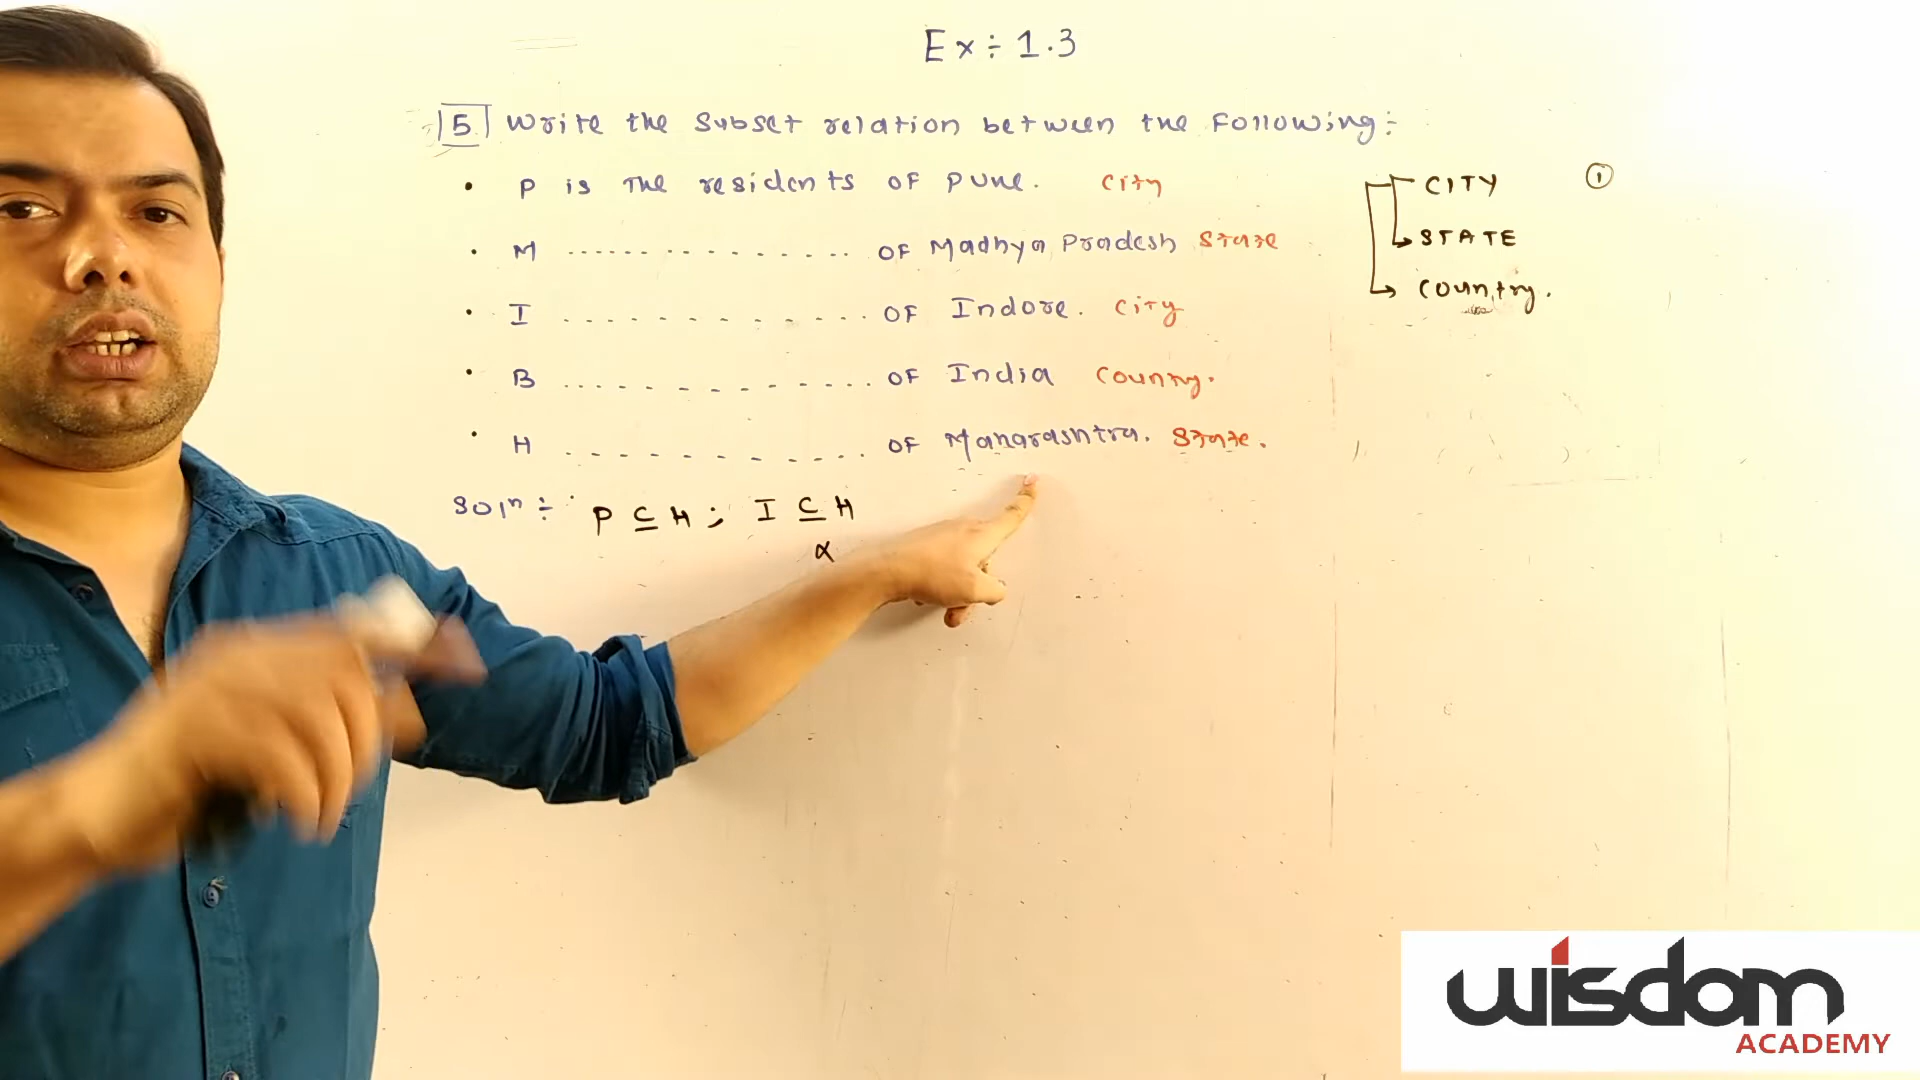 Ex÷ 1.3
5 Write the Subset relation between the Following÷
• P is The residents OF Pune. City
• M .............. OF Madhya Pradesh State
• I ............. OF Indore. City
• B ............ OF India Country.
• H ............ OF Maharashtra. State.
Solⁿ ÷ P ⊆ H ; I ⊆ H
α
CITY ①
STATE
Country.
wisdom
ACADEMY